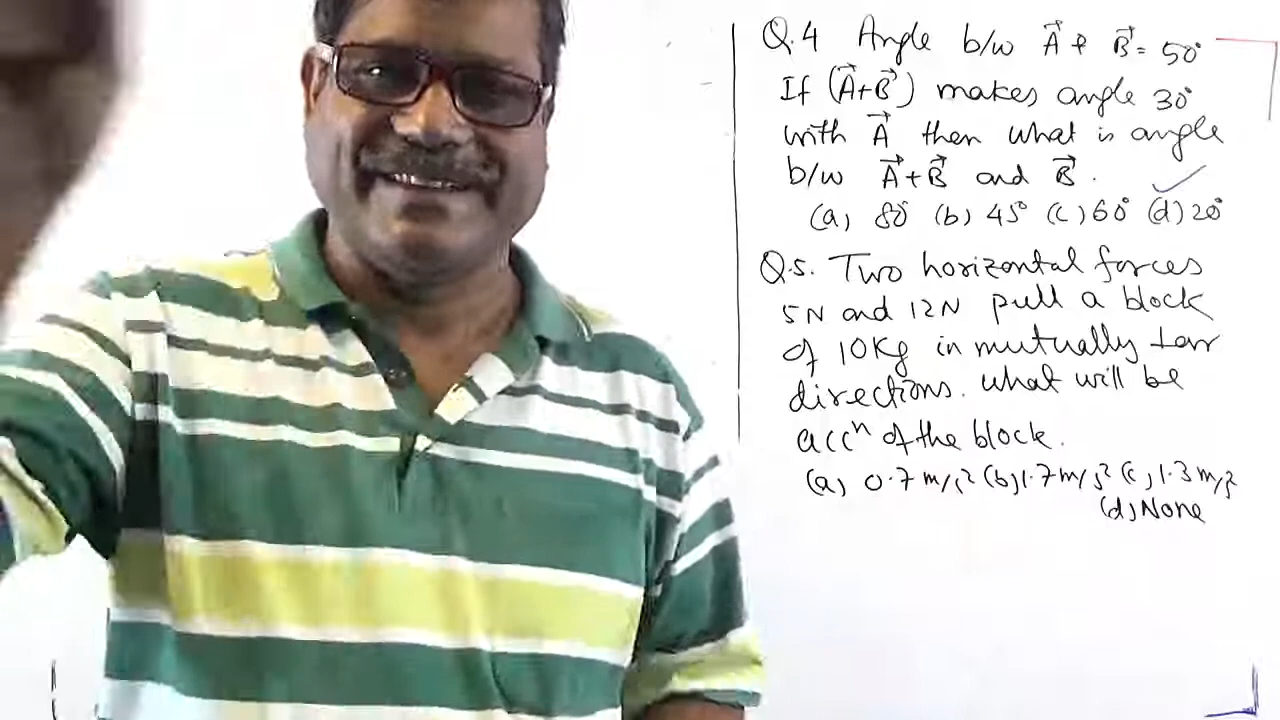 Q.4 Angle b/w A⃗ & B⃗ = 50°
If (A⃗+B⃗) makes angle 30°
with A⃗ then what is angle
b/w A⃗+B⃗ and B⃗.
(a) 80° (b) 45° (c) 60° (d) 20°
Q.5. Two horizontal forces
5N and 12N pull a block
of 10Kg in mutually ⊥ar
directions. what will be
accⁿ of the block.
(a) 0.7 m/s² (b) 1.7 m/s² (c) 1.3 m/s²
(d) None